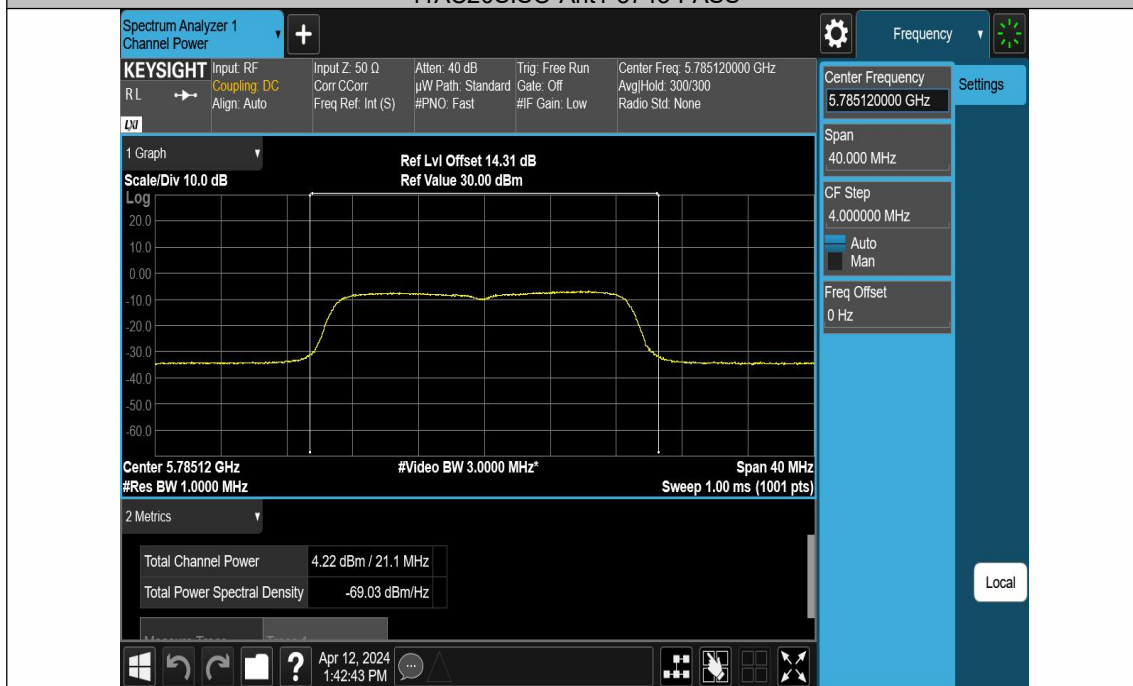 Spectrum Analyzer 1
Channel Power
Frequency
KEYSIGHT
RL
LXI
Input: RF
Coupling: DC
Align: Auto
Input Z: 50 Ω
Corr CCorr
Freq Ref: Int (S)
Atten: 40 dB
µW Path: Standard
#PNO: Fast
Trig: Free Run
Gate: Off
#IF Gain: Low
Center Freq: 5.785120000 GHz
Avg|Hold: 300/300
Radio Std: None
Center Frequency
5.785120000 GHz
Settings
Span
40.000 MHz
CF Step
4.000000 MHz
Auto
Man
Freq Offset
0 Hz
1 Graph
Scale/Div 10.0 dB
Ref Lvl Offset 14.31 dB
Ref Value 30.00 dBm
Log
20.0
10.0
0.00
-10.0
-20.0
-30.0
-40.0
-50.0
-60.0
Center 5.78512 GHz
#Res BW 1.0000 MHz
#Video BW 3.0000 MHz*
Span 40 MHz
Sweep 1.00 ms (1001 pts)
2 Metrics
Total Channel Power 4.22 dBm / 21.1 MHz
Total Power Spectral Density -69.03 dBm/Hz
Local
?
Apr 12, 2024
1:42:43 PM